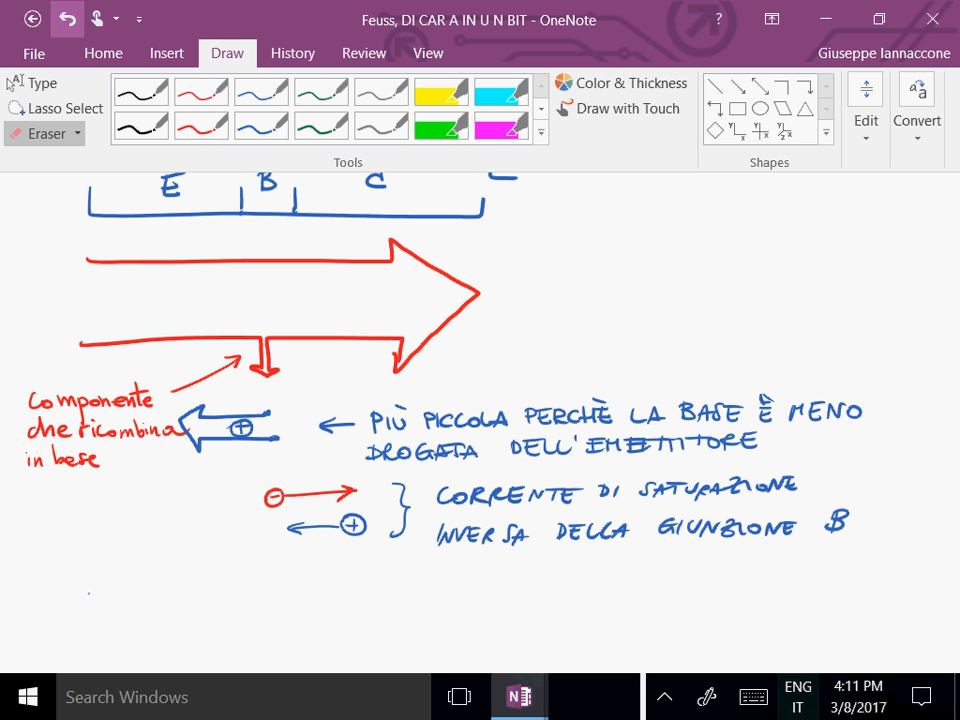 Feuss, DI CAR A IN U N BIT - OneNote
?
File
Home
Insert
Draw
History
Review
View
Giuseppe Iannaccone
Type
Lasso Select
Eraser
Color & Thickness
Draw with Touch
Edit
Convert
Tools
Shapes
E B C
componente
che ricombina
in base
+
← PIÙ PICCOLA PERCHÈ LA BASE È MENO
DROGATA DELL'EMETTITORE
- → } CORRENTE DI SATURAZIONE
← + INVERSA DELLA GIUNZIONE B
Search Windows
ENG
IT
4:11 PM
3/8/2017